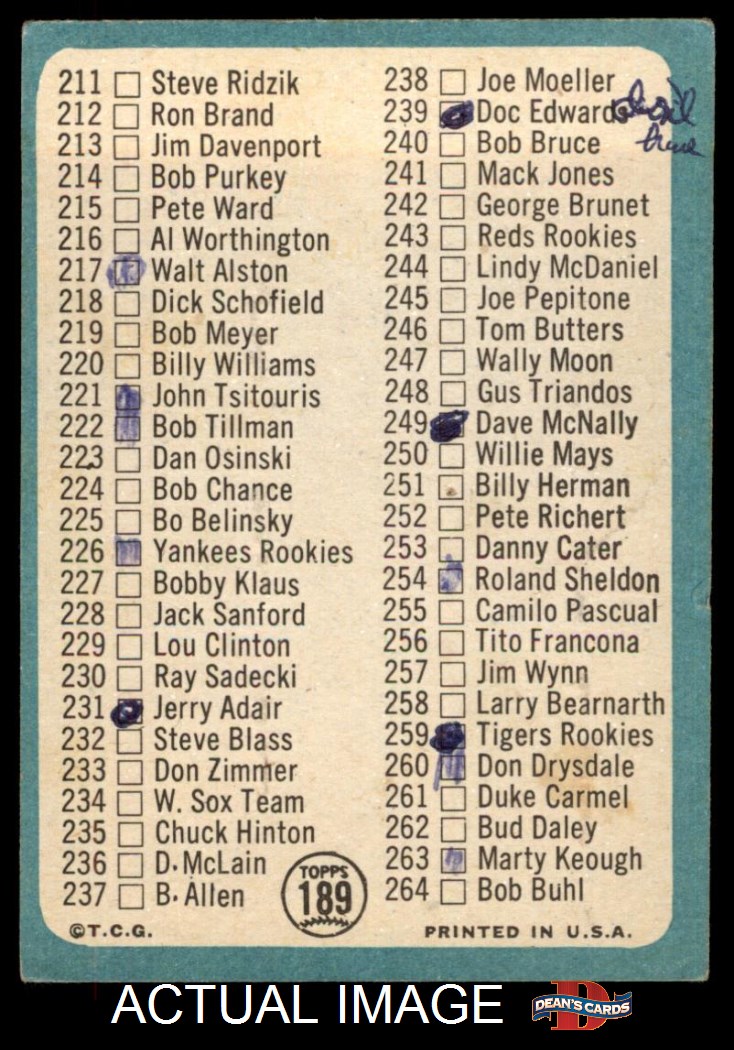 211 Steve Ridzik
212 Ron Brand
213 Jim Davenport
214 Bob Purkey
215 Pete Ward
216 Al Worthington
217 Walt Alston
218 Dick Schofield
219 Bob Meyer
220 Billy Williams
221 John Tsitouris
222 Bob Tillman
223 Dan Osinski
224 Bob Chance
225 Bo Belinsky
226 Yankees Rookies
227 Bobby Klaus
228 Jack Sanford
229 Lou Clinton
230 Ray Sadecki
231 Jerry Adair
232 Steve Blass
233 Don Zimmer
234 W. Sox Team
235 Chuck Hinton
236 D. McLain
237 B. Allen
©T.C.G.
TOPPS
189
238 Joe Moeller
239 Doc Edwards
240 Bob Bruce
have
241 Mack Jones
242 George Brunet
243 Reds Rookies
244 Lindy McDaniel
245 Joe Pepitone
246 Tom Butters
247 Wally Moon
248 Gus Triandos
249 Dave McNally
250 Willie Mays
251 Billy Herman
252 Pete Richert
253 Danny Cater
254 Roland Sheldon
255 Camilo Pascual
256 Tito Francona
257 Jim Wynn
258 Larry Bearnarth
259 Tigers Rookies
260 Don Drysdale
261 Duke Carmel
262 Bud Daley
263 Marty Keough
264 Bob Buhl
PRINTED IN U.S.A.
ACTUAL IMAGE
D
DEAN'S CARDS